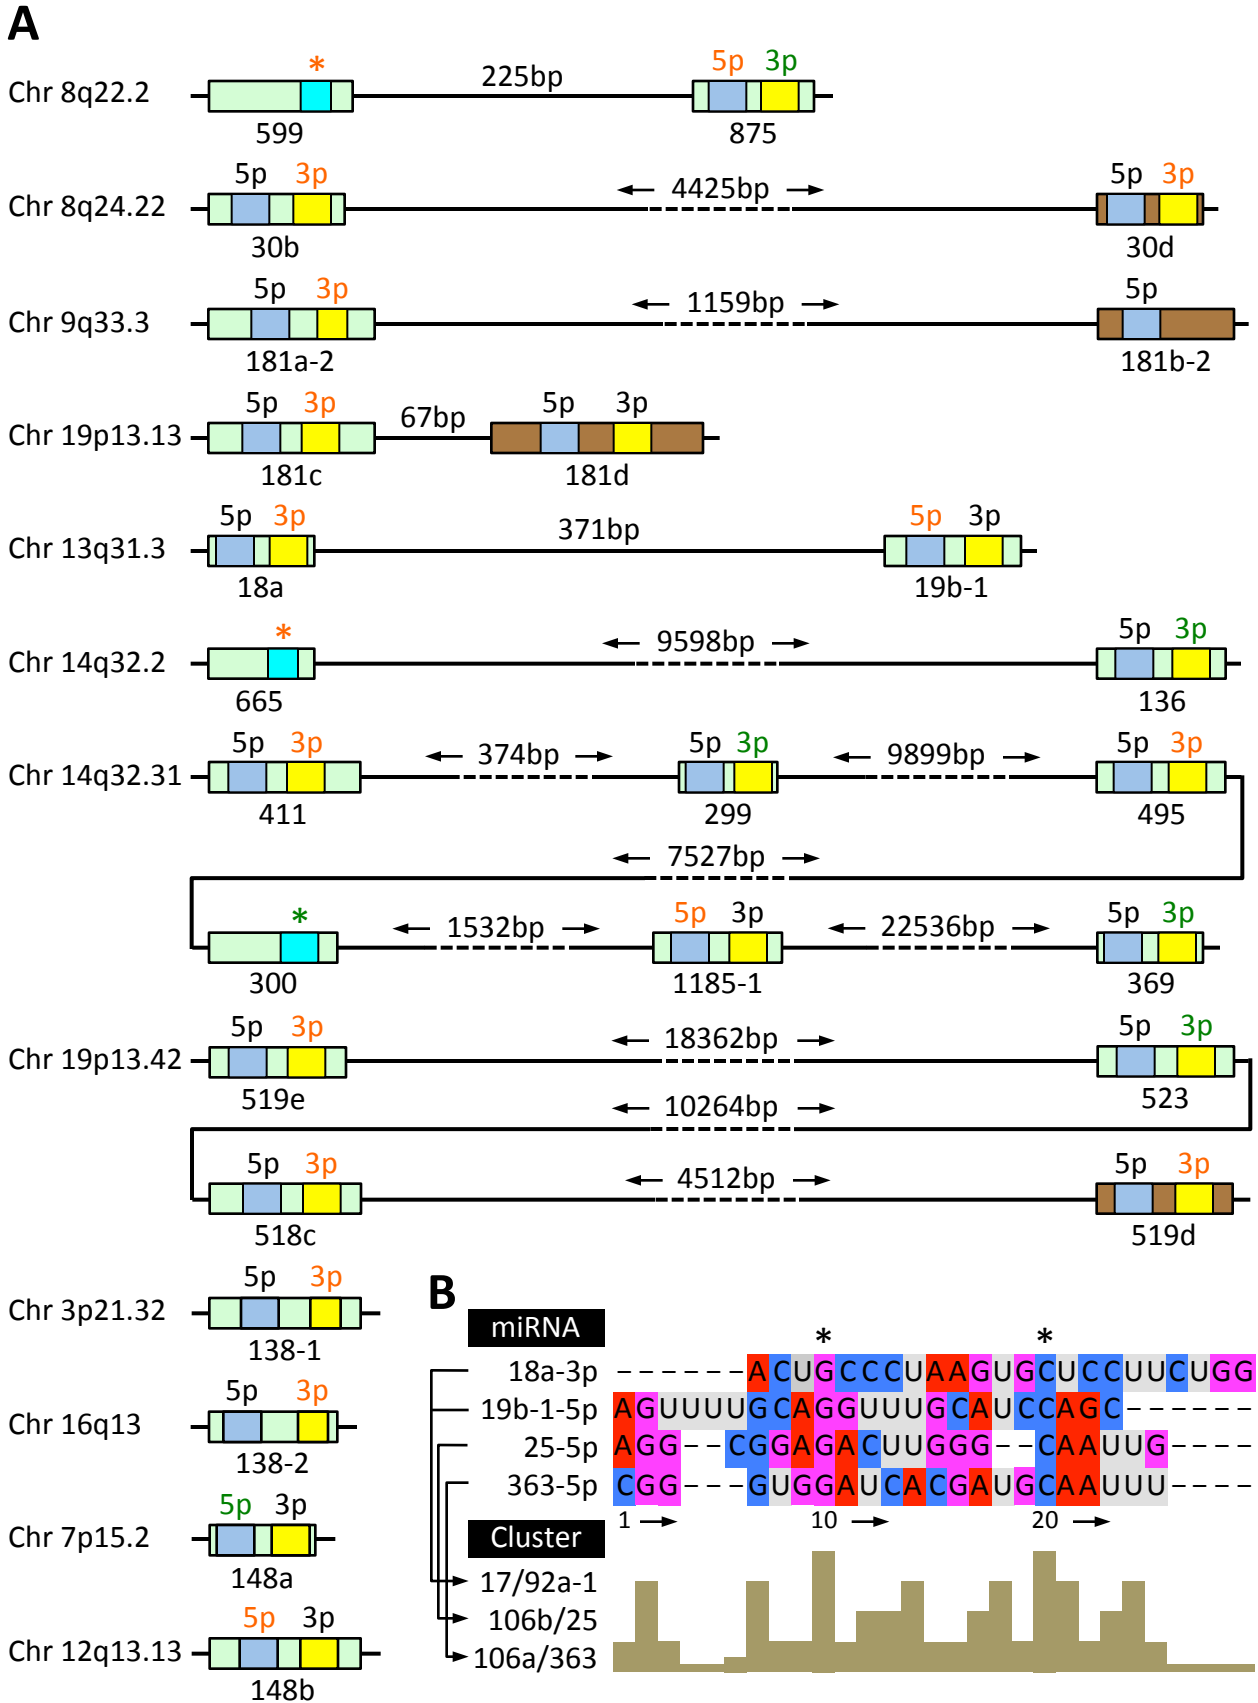 A
* 5p 3p
Chr 8q22.2 225bp
599 875
5p 3p 4425bp 5p 3p
Chr 8q24.22
30b 30d
5p 3p 1159bp 5p
Chr 9q33.3
181a-2 181b-2
5p 3p 67bp 5p 3p
Chr 19p13.13
181c 181d
5p 3p 371bp 5p 3p
Chr 13q31.3
18a 19b-1
* 9598bp 5p 3p
Chr 14q32.2
665 136
5p 3p 374bp 5p 3p 9899bp 5p 3p
Chr 14q32.31
411 299 495
7527bp
* 1532bp 5p 3p 22536bp 5p 3p
300 1185-1 369
5p 3p 18362bp 5p 3p
Chr 19p13.42
519e 523
10264bp
5p 3p 4512bp 5p 3p
518c 519d
5p 3p
Chr 3p21.32
138-1
5p 3p
Chr 16q13
138-2
5p 3p
Chr 7p15.2
148a
5p 3p
Chr 12q13.13
148b
B
miRNA * *
18a-3p ------ACUGCCCUAAGUGCUCCUUCUGG
19b-1-5p AGUUUUGCAGGUUUGCAUCCAGC------
25-5p AGG--CGGAGACUUGGG--CAAUUG----
363-5p CGG---GUGGAUCACGAUGCAAUUU----
1 10 20
Cluster
17/92a-1
106b/25
106a/363